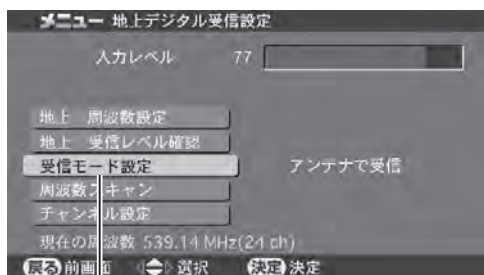 メニュー 地上デジタル受信設定
入力レベル 77
地上 周波数設定
地上 受信レベル確認
受信モード設定 アンテナで受信
周波数スキャン
チャンネル設定
現在の周波数 539.14 MHz(24 ch)
戻る 前画面 選択 決定 決定